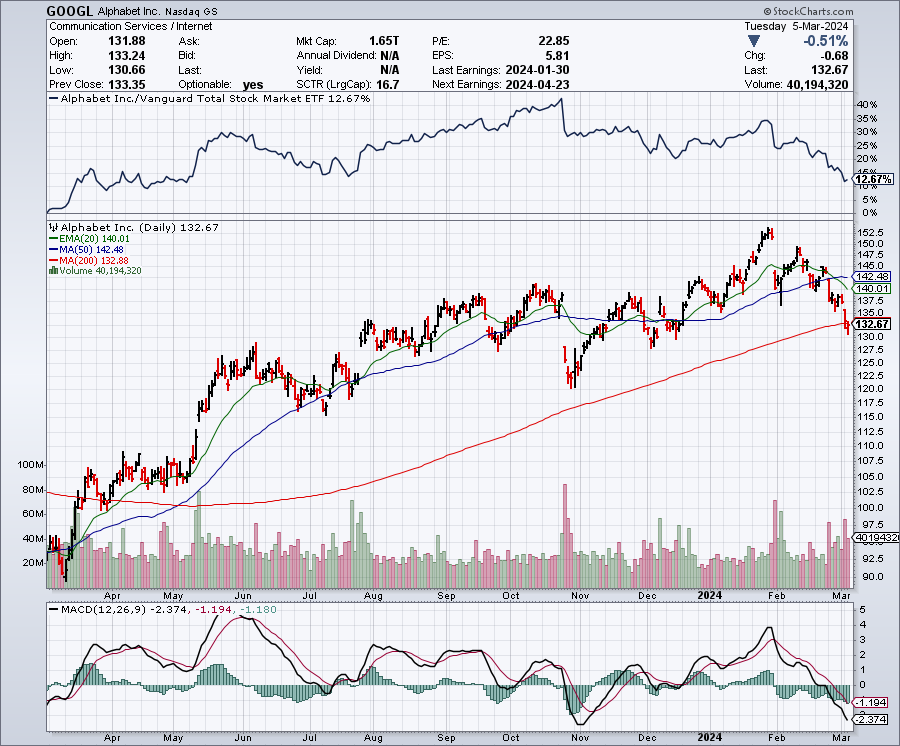 GOOGL Alphabet Inc. Nasdaq GS
© StockCharts.com
Communication Services / Internet
Tuesday 5-Mar-2024
Open: 131.88 Ask: Mkt Cap: 1.65T P/E: 22.85 ▼ -0.51%
High: 133.24 Bid: Annual Dividend: N/A EPS: 5.81 Chg: -0.68
Low: 130.66 Last: Yield: N/A Last Earnings: 2024-01-30 Last: 132.67
Prev Close: 133.35 Optionable: yes SCTR (LrgCap): 16.7 Next Earnings: 2024-04-23 Volume: 40,194,320
Alphabet Inc./Vanguard Total Stock Market ETF 12.67%
40%
35%
30%
25%
20%
15%
12.67%
10%
5%
0%
Alphabet Inc. (Daily) 132.67
EMA(20) 140.01
MA(50) 142.48
MA(200) 132.88
Volume 40,194,320
152.5
150.0
147.5
145.0
142.48
140.01
137.5
135.0
132.67
130.0
127.5
125.0
122.5
120.0
117.5
115.0
112.5
110.0
107.5
105.0
102.5
100.0
97.5
40194320
92.5
90.0
100M
80M
60M
40M
20M
Apr May Jun Jul Aug Sep Oct Nov Dec 2024 Feb Mar
MACD(12,26,9) -2.374, -1.194, -1.180
5
4
3
2
1
0
-1.194
-2.374
Apr May Jun Jul Aug Sep Oct Nov Dec 2024 Feb Mar